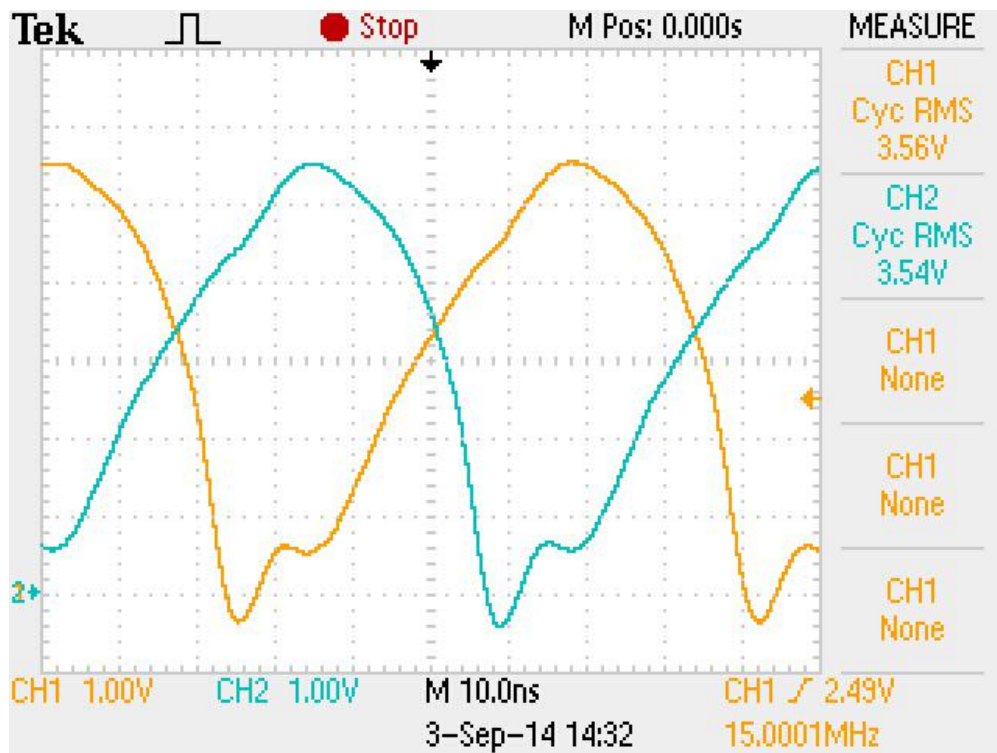 Tek Stop M Pos: 0.000s MEASURE
CH1
Cyc RMS
3.56V
CH2
Cyc RMS
3.54V
CH1
None
CH1
None
CH1
None
2
CH1 1.00V CH2 1.00V M 10.0ns CH1 2.49V
3-Sep-14 14:32 15.0001MHz